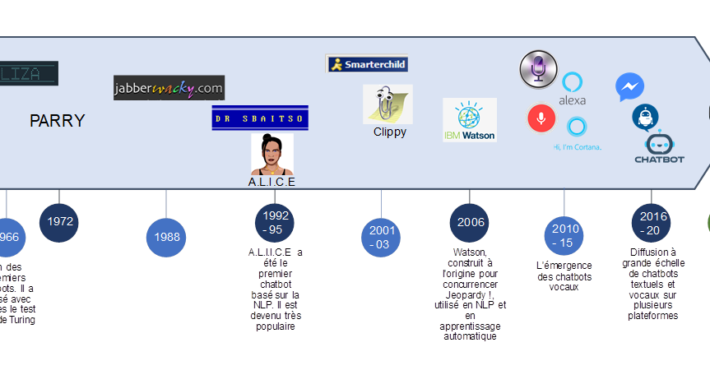 LIZA
PARRY
jabberwacky.com
DR SBAITSO
A.L.I.C.E
Smarterchild
Clippy
IBM Watson
alexa
Hi, I'm Cortana.
CHATBOT
966
1972
1988
1992
- 95
2001
- 03
2006
2010
- 15
2016
- 20
n des
emiers
bots. Il a
sé avec
ès le test
de Turing
A.L.I.I.C.E a
été le
premier
chatbot
basé sur la
NLP. Il est
devenu très
populaire
Watson,
construit à
l'origine pour
concurrencer
Jeopardy !,
utilisé en NLP et
en
apprentissage
automatique
L'émergence
des chatbots
vocaux
Diffusion à
grande échelle
de chatbots
textuels et
vocaux sur
plusieurs
plateformes